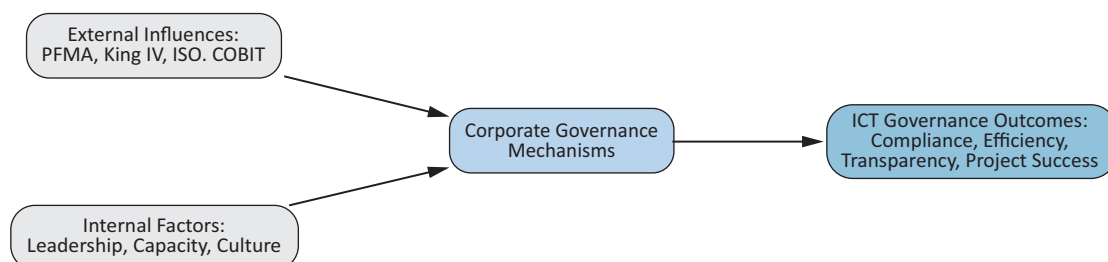 External Influences:
PFMA, King IV, ISO. COBIT
Corporate Governance
Mechanisms
ICT Governance Outcomes:
Compliance, Efficiency,
Transparency, Project Success
Internal Factors:
Leadership, Capacity, Culture